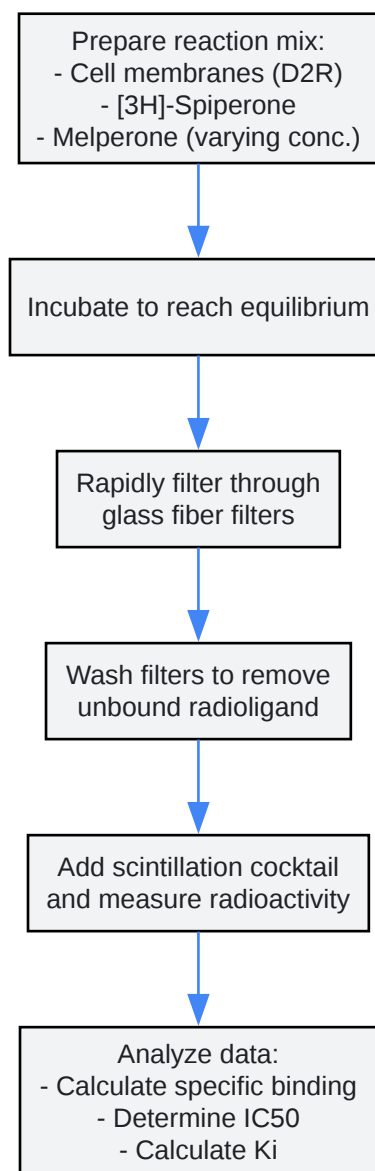 Prepare reaction mix:
- Cell membranes (D2R)
- [3H]-Spiperone
- Melperone (varying conc.)
Incubate to reach equilibrium
Rapidly filter through
glass fiber filters
Wash filters to remove
unbound radioligand
Add scintillation cocktail
and measure radioactivity
Analyze data:
- Calculate specific binding
- Determine IC50
- Calculate Ki